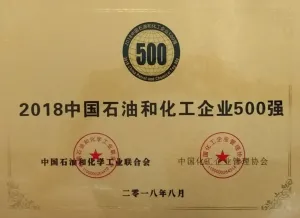 500
2018中国石油和化工企业500强
中国石油和化学工业联合会
中国化工企业管理协会
二〇一八年八月